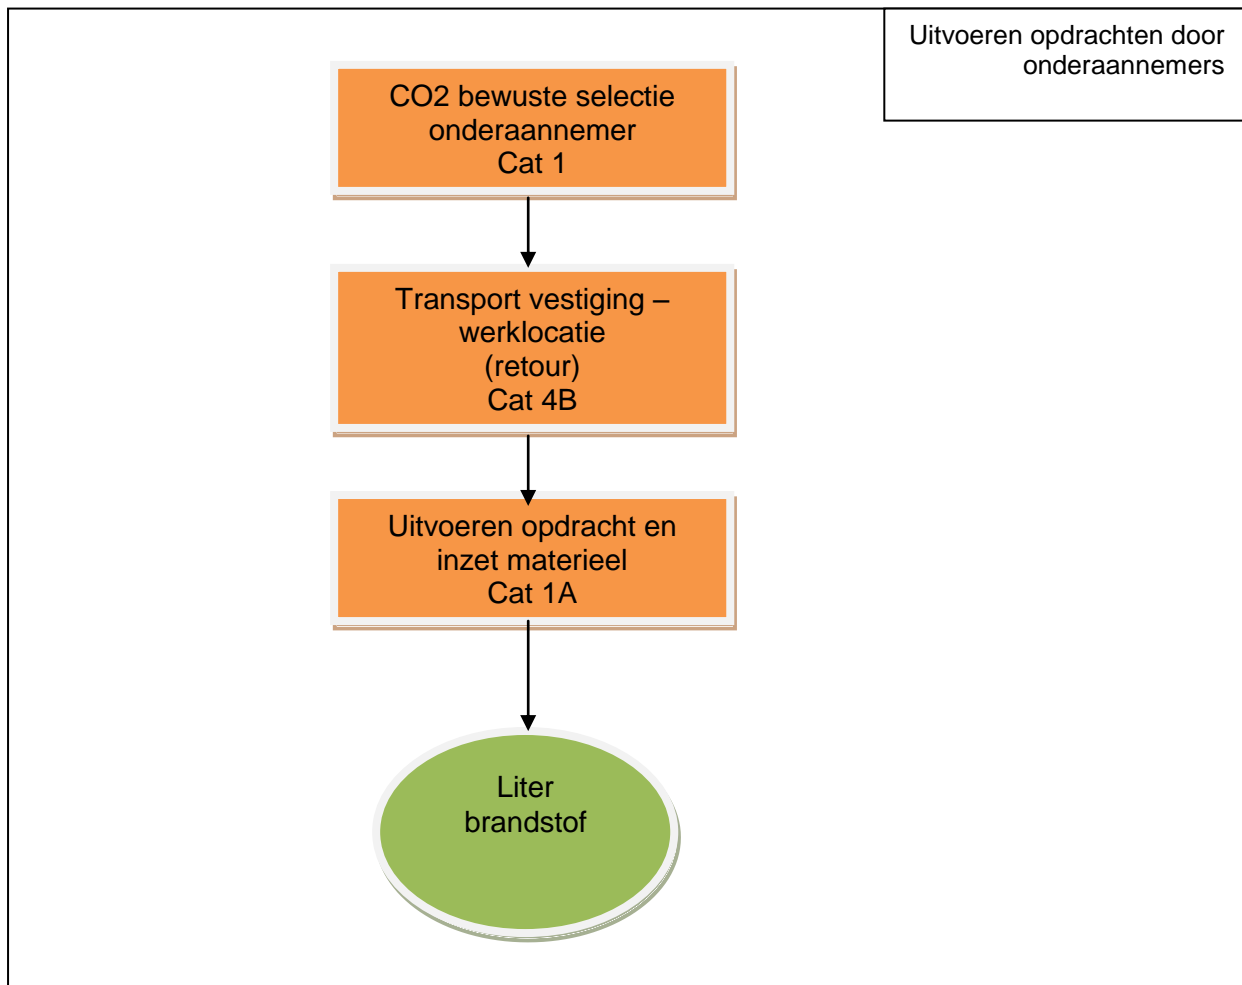 Uitvoeren opdrachten door
onderaannemers
CO2 bewuste selectie
onderaannemer
Cat 1
Transport vestiging –
werklocatie
(retour)
Cat 4B
Uitvoeren opdracht en
inzet materieel
Cat 1A
Liter
brandstof